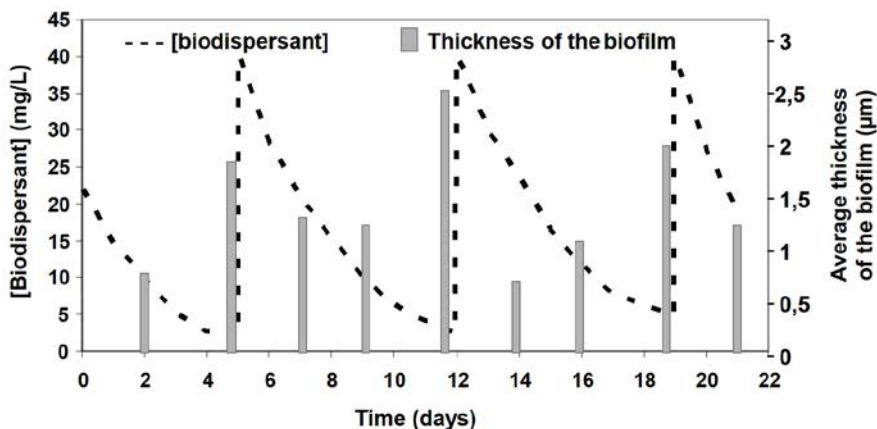 [biodispersant]
Thickness of the biofilm
[Biodispersant] (mg/L)
45
40
35
30
25
20
15
10
5
0
0 2 4 6 8 10 12 14 16 18 20 22
Time (days)
3
2,5
2
1,5
1
0,5
0
Average thickness
of the biofilm (μm)